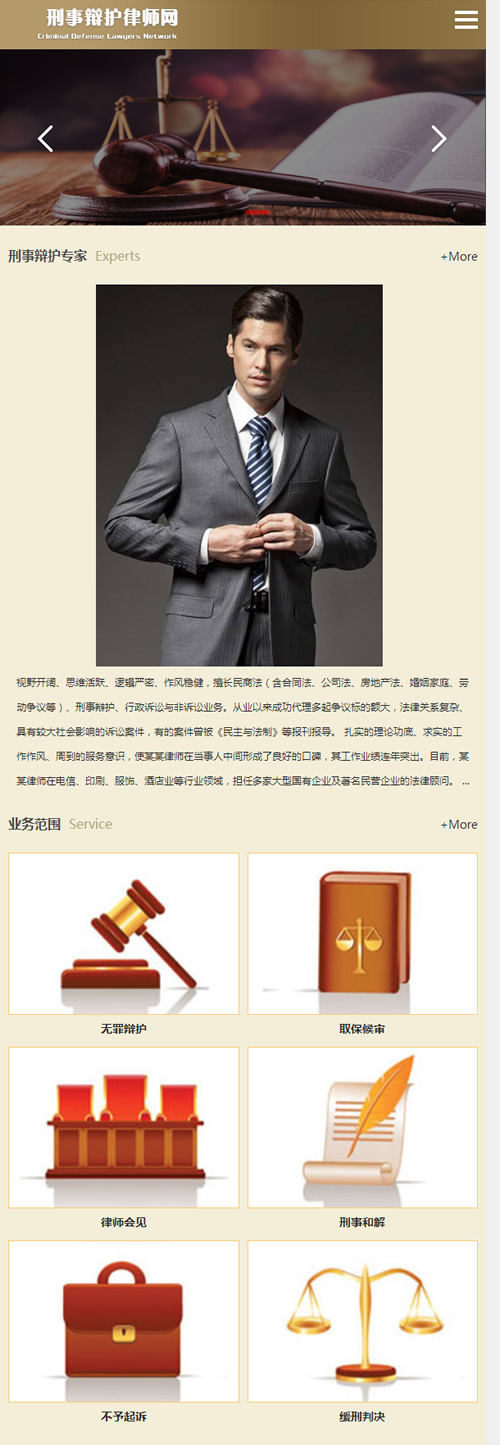 刑事辩护律师网
Criminal Defense Lawyers Network
刑事辩护专家 Experts +More
视野开阔、思维活跃、逻辑严密、作风稳健，擅长民商法（含合同法、公司法、房地产法、婚姻家庭、劳
动争议等）、刑事辩护、行政诉讼与非诉讼业务。从业以来成功代理多起争议标的额大，法律关系复杂、
具有较大社会影响的诉讼案件，有的案件曾被《民主与法制》等报刊报导。 扎实的理论功底、求实的工
作作风、周到的服务意识，使某某律师在当事人中间形成了良好的口碑，其工作业绩连年突出。目前，某
某律师在电信、印刷、服饰、酒店业等行业领域，担任多家大型国有企业及著名民营企业的法律顾问。 ...
业务范围 Service +More
无罪辩护 取保候审
律师会见 刑事和解
不予起诉 缓刑判决